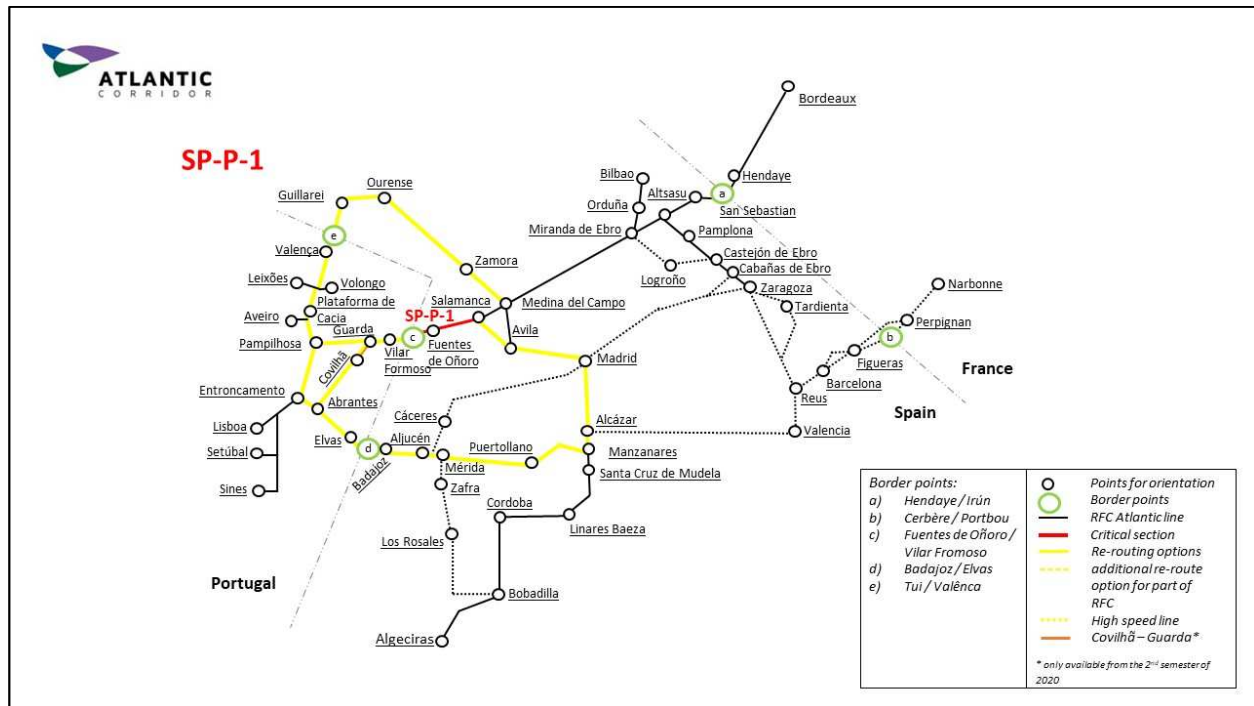 ATLANTIC
CORRIDOR
SP-P-1
Bordeaux
Hendaye
Bilbao
Altsasu
a
Orduña
San Sebastian
Ourense
Guillarei
Miranda de Ebro
Pamplona
e
Valença
Castejón de Ebro
Zamora
Logroño
Cabañas de Ebro
Leixões
Volongo
Zaragoza
Narbonne
Plataforma de
Cacia
Salamanca
Medina del Campo
Tardienta
SP-P-1
Aveiro
Perpignan
Guarda
Avila
b
Pampilhosa
c
Vilar
Formoso
Fuentes
de Oñoro
Madrid
Figueras
Covilhã
Barcelona
France
Entroncamento
Reus
Abrantes
Spain
Cáceres
Alcázar
Lisboa
Valencia
Elvas
d
Aljucén
Puertollano
Manzanares
Setúbal
Badajoz
Mérida
Santa Cruz de Mudela
Zafra
Sines
Cordoba
Linares Baeza
Los Rosales
Portugal
Bobadilla
Algeciras
Border points:
a) Hendaye / Irún
b) Cerbère / Portbou
c) Fuentes de Oñoro /
Vilar Fromoso
d) Badajoz / Elvas
e) Tui / Valênca
Points for orientation
Border points
RFC Atlantic line
Critical section
Re-routing options
additional re-route
option for part of
RFC
High speed line
Covilhã – Guarda*
* only available from the 2nd semester of
2020